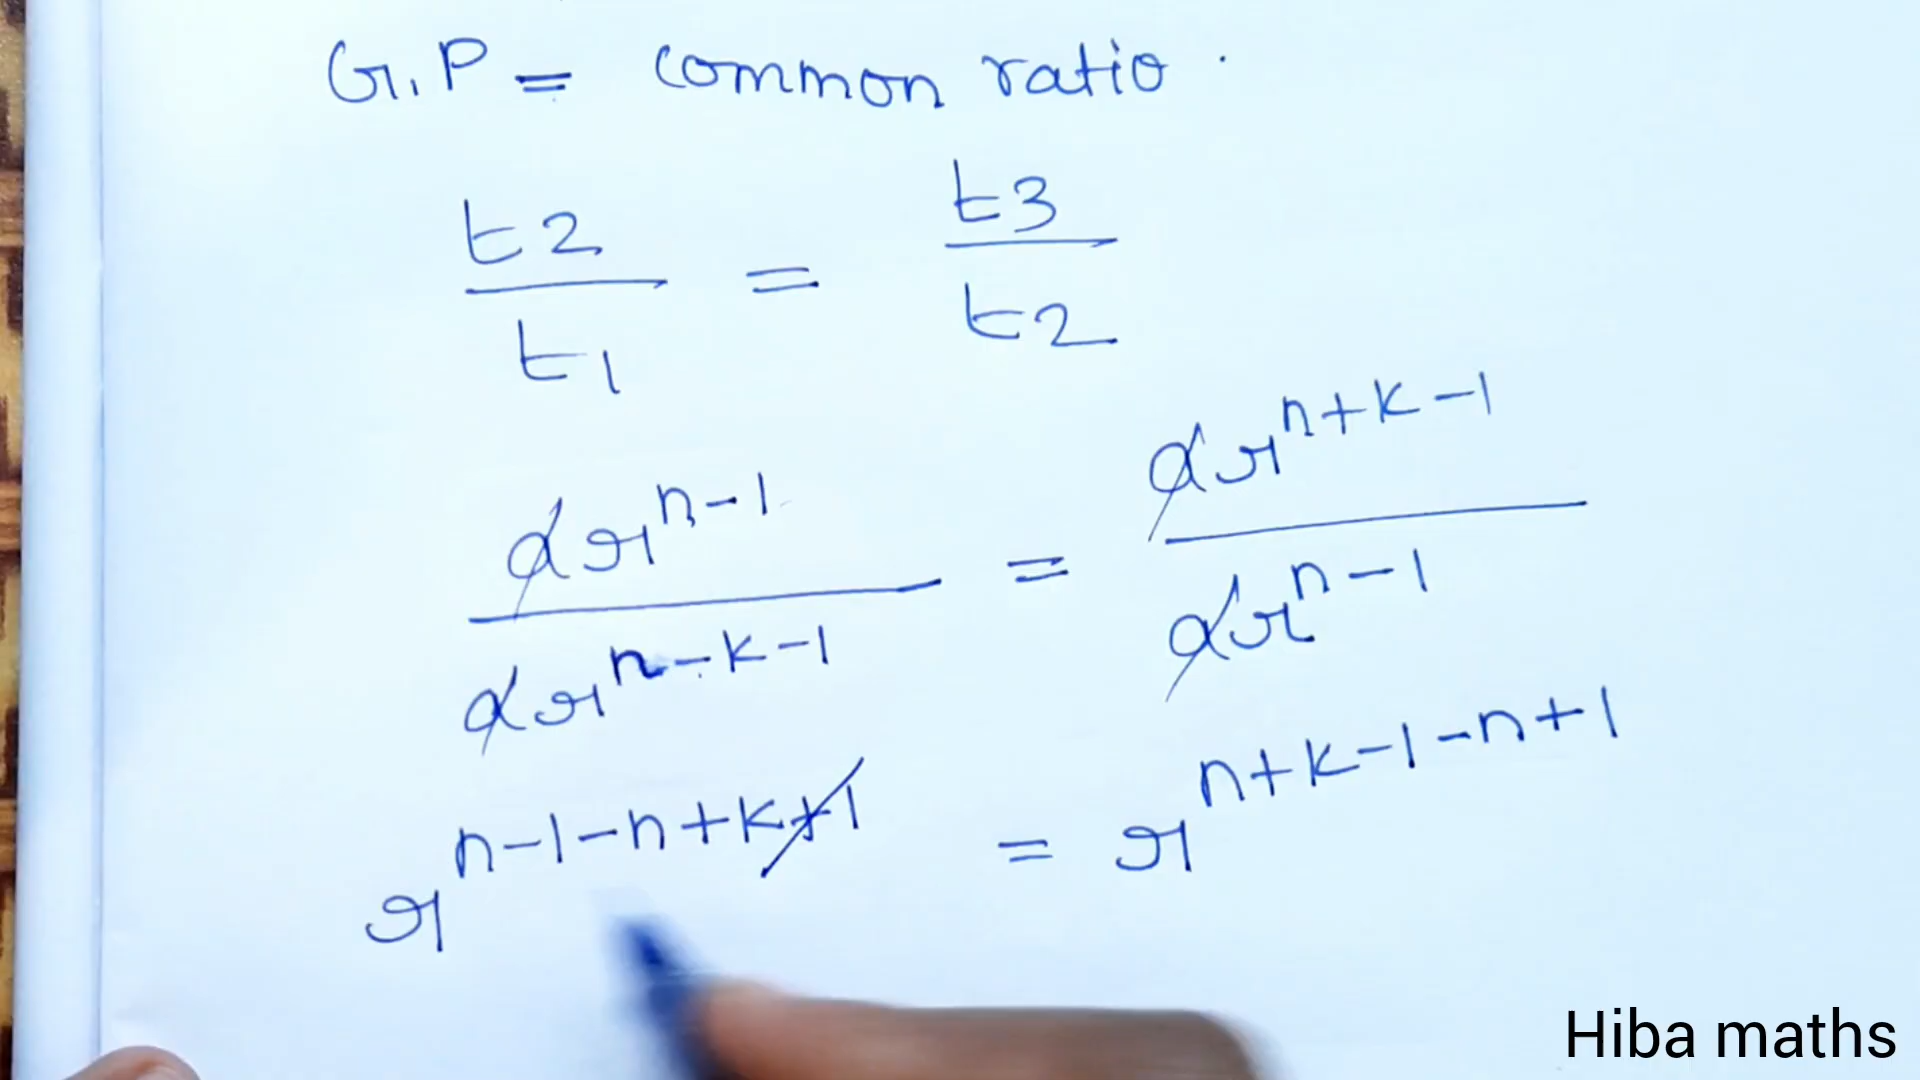 G.P = common ratio .
t2/t1 = t3/t2
ar^(n-1)/ar^(n-k-1) = ar^(n+k-1)/ar^(n-1)
r^(n-1-n+k+1) = r^(n+k-1-n+1)
Hiba maths